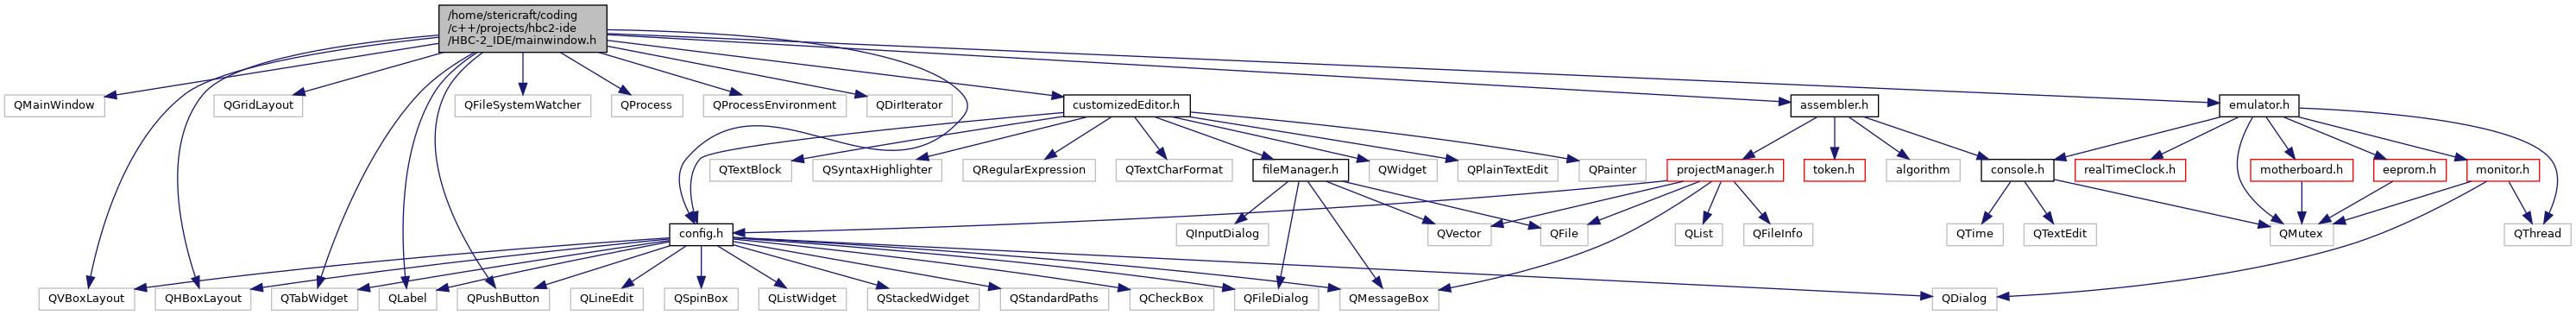 /home/stericraft/coding
/c++/projects/hbc2-ide
/HBC-2_IDE/mainwindow.h
QMainWindow
QGridLayout
QFileSystemWatcher
QProcess
QProcessEnvironment
QDirIterator
customizedEditor.h
assembler.h
emulator.h
QTextBlock
QSyntaxHighlighter
QRegularExpression
QTextCharFormat
fileManager.h
QWidget
QPlainTextEdit
QPainter
projectManager.h
token.h
algorithm
console.h
realTimeClock.h
motherboard.h
eeprom.h
monitor.h
config.h
QInputDialog
QVector
QFile
QList
QFileInfo
QTime
QTextEdit
QMutex
QThread
QVBoxLayout
QHBoxLayout
QTabWidget
QLabel
QPushButton
QLineEdit
QSpinBox
QListWidget
QStackedWidget
QStandardPaths
QCheckBox
QFileDialog
QMessageBox
QDialog